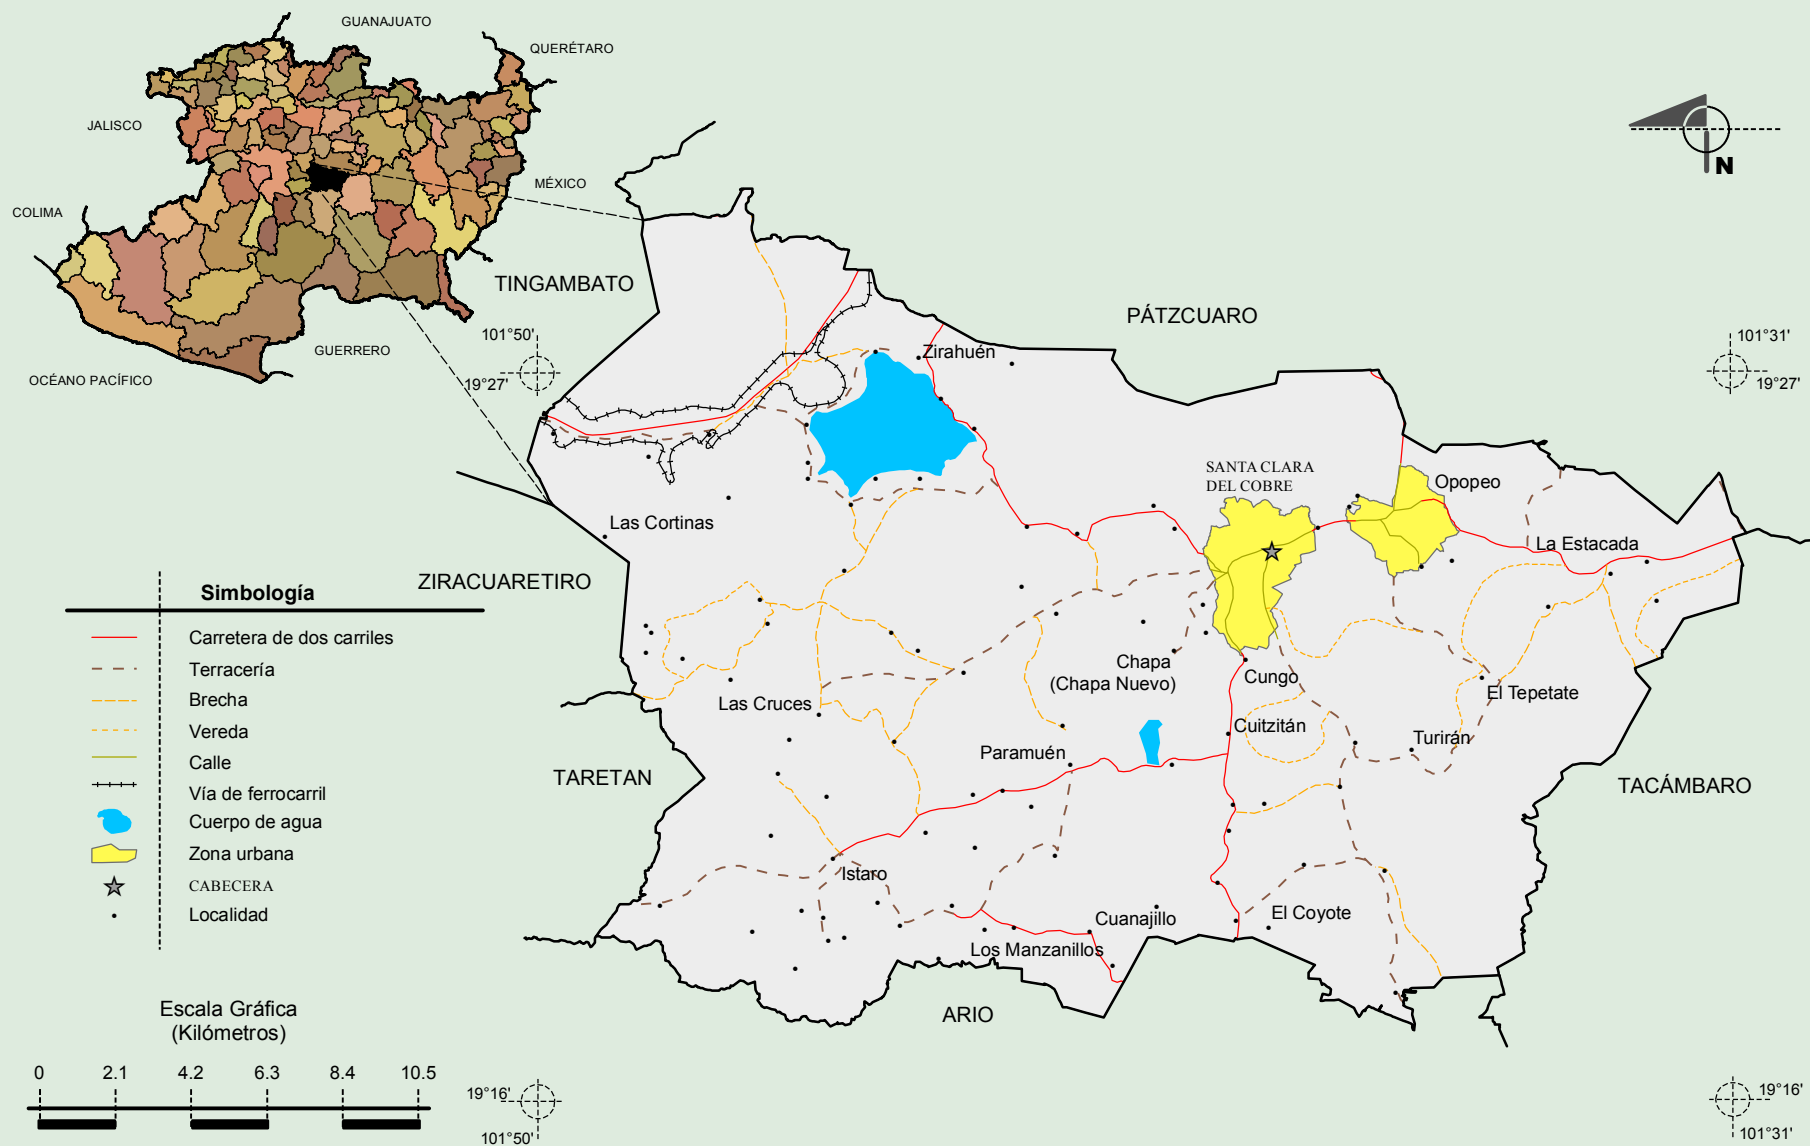 GUANAJUATO
QUERÉTARO
JALISCO
MÉXICO
COLIMA
GUERRERO
OCÉANO PACÍFICO
N
TINGAMBATO
PÁTZCUARO
101°50'
19°27'
101°31'
19°27'
Zirahuén
SANTA CLARA
DEL COBRE
Opopeo
Las Cortinas
La Estacada
ZIRACUARETIRO
Chapa
(Chapa Nuevo)
Cungo
El Tepetate
Las Cruces
Cuitzitán
Turirán
Paramuén
TARETAN
TACÁMBARO
Istaro
Cuanajillo
El Coyote
Los Manzanillos
ARIO
Simbología
Carretera de dos carriles
Terracería
Brecha
Vereda
Calle
Vía de ferrocarril
Cuerpo de agua
Zona urbana
CABECERA
Localidad
Escala Gráfica
(Kilómetros)
0 2.1 4.2 6.3 8.4 10.5
19°16'
101°50'
19°16'
101°31'